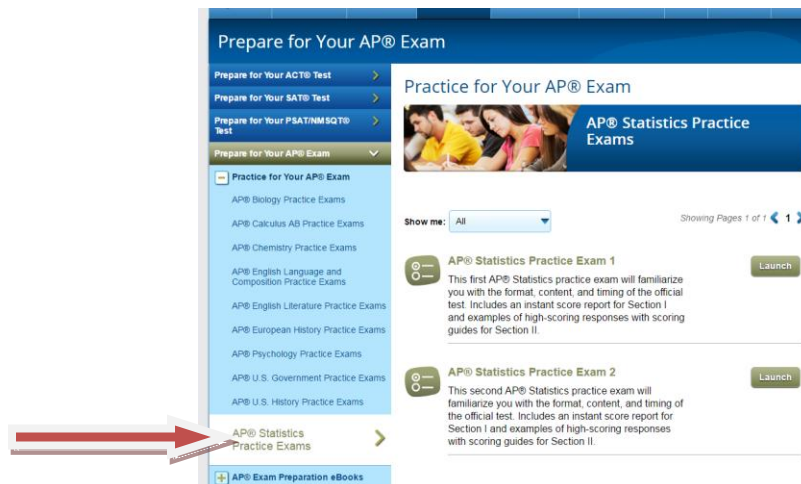 Prepare for Your AP® Exam
Prepare for Your ACT® Test
Prepare for Your SAT® Test
Prepare for Your PSAT/NMSQT®
Test
Prepare for Your AP® Exam
Practice for Your AP® Exam
AP® Biology Practice Exams
AP® Calculus AB Practice Exams
AP® Chemistry Practice Exams
AP® English Language and
Composition Practice Exams
AP® English Literature Practice Exams
AP® European History Practice Exams
AP® Psychology Practice Exams
AP® U.S. Government Practice Exams
AP® U.S. History Practice Exams
AP® Statistics
Practice Exams
AP® Exam Preparation eBooks
Practice for Your AP® Exam
AP® Statistics Practice
Exams
Show me: All
Showing Pages 1 of 1 1
AP® Statistics Practice Exam 1
Launch
This first AP® Statistics practice exam will familiarize
you with the format, content, and timing of the official
test. Includes an instant score report for Section I
and examples of high-scoring responses with scoring
guides for Section II.
AP® Statistics Practice Exam 2
Launch
This second AP® Statistics practice exam will
familiarize you with the format, content, and timing of
the official test. Includes an instant score report for
Section I and examples of high-scoring responses
with scoring guides for Section II.